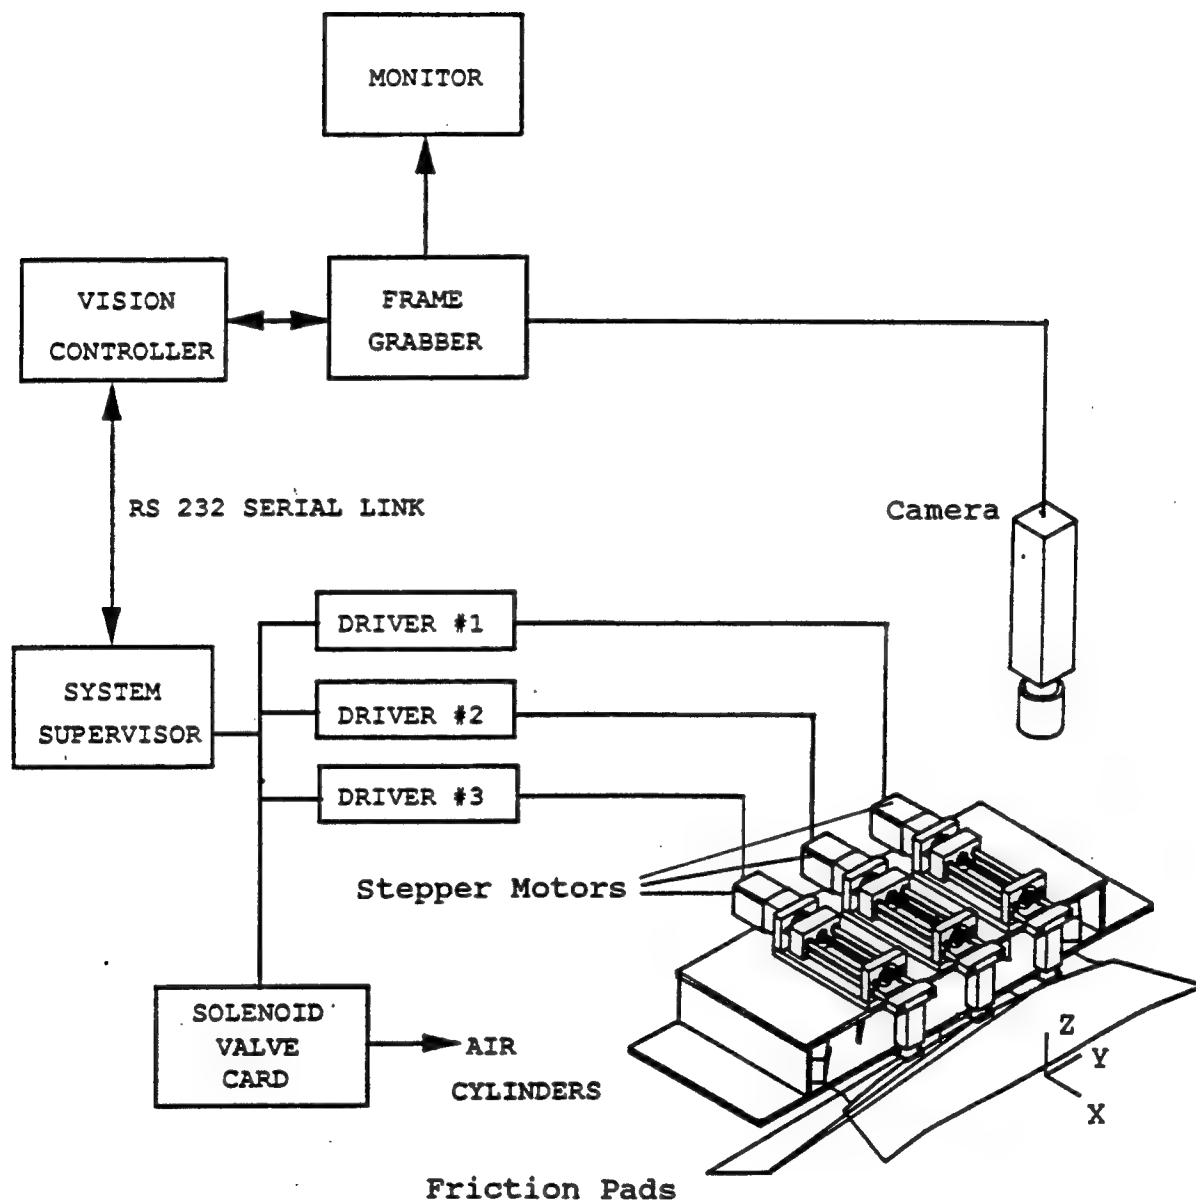 MONITOR
VISION
CONTROLLER
FRAME
GRABBER
RS 232 SERIAL LINK
Camera
DRIVER #1
SYSTEM
SUPERVISOR
DRIVER #2
DRIVER #3
Stepper Motors
SOLENOID
VALVE
CARD
AIR
CYLINDERS
Z
Y
X
Friction Pads